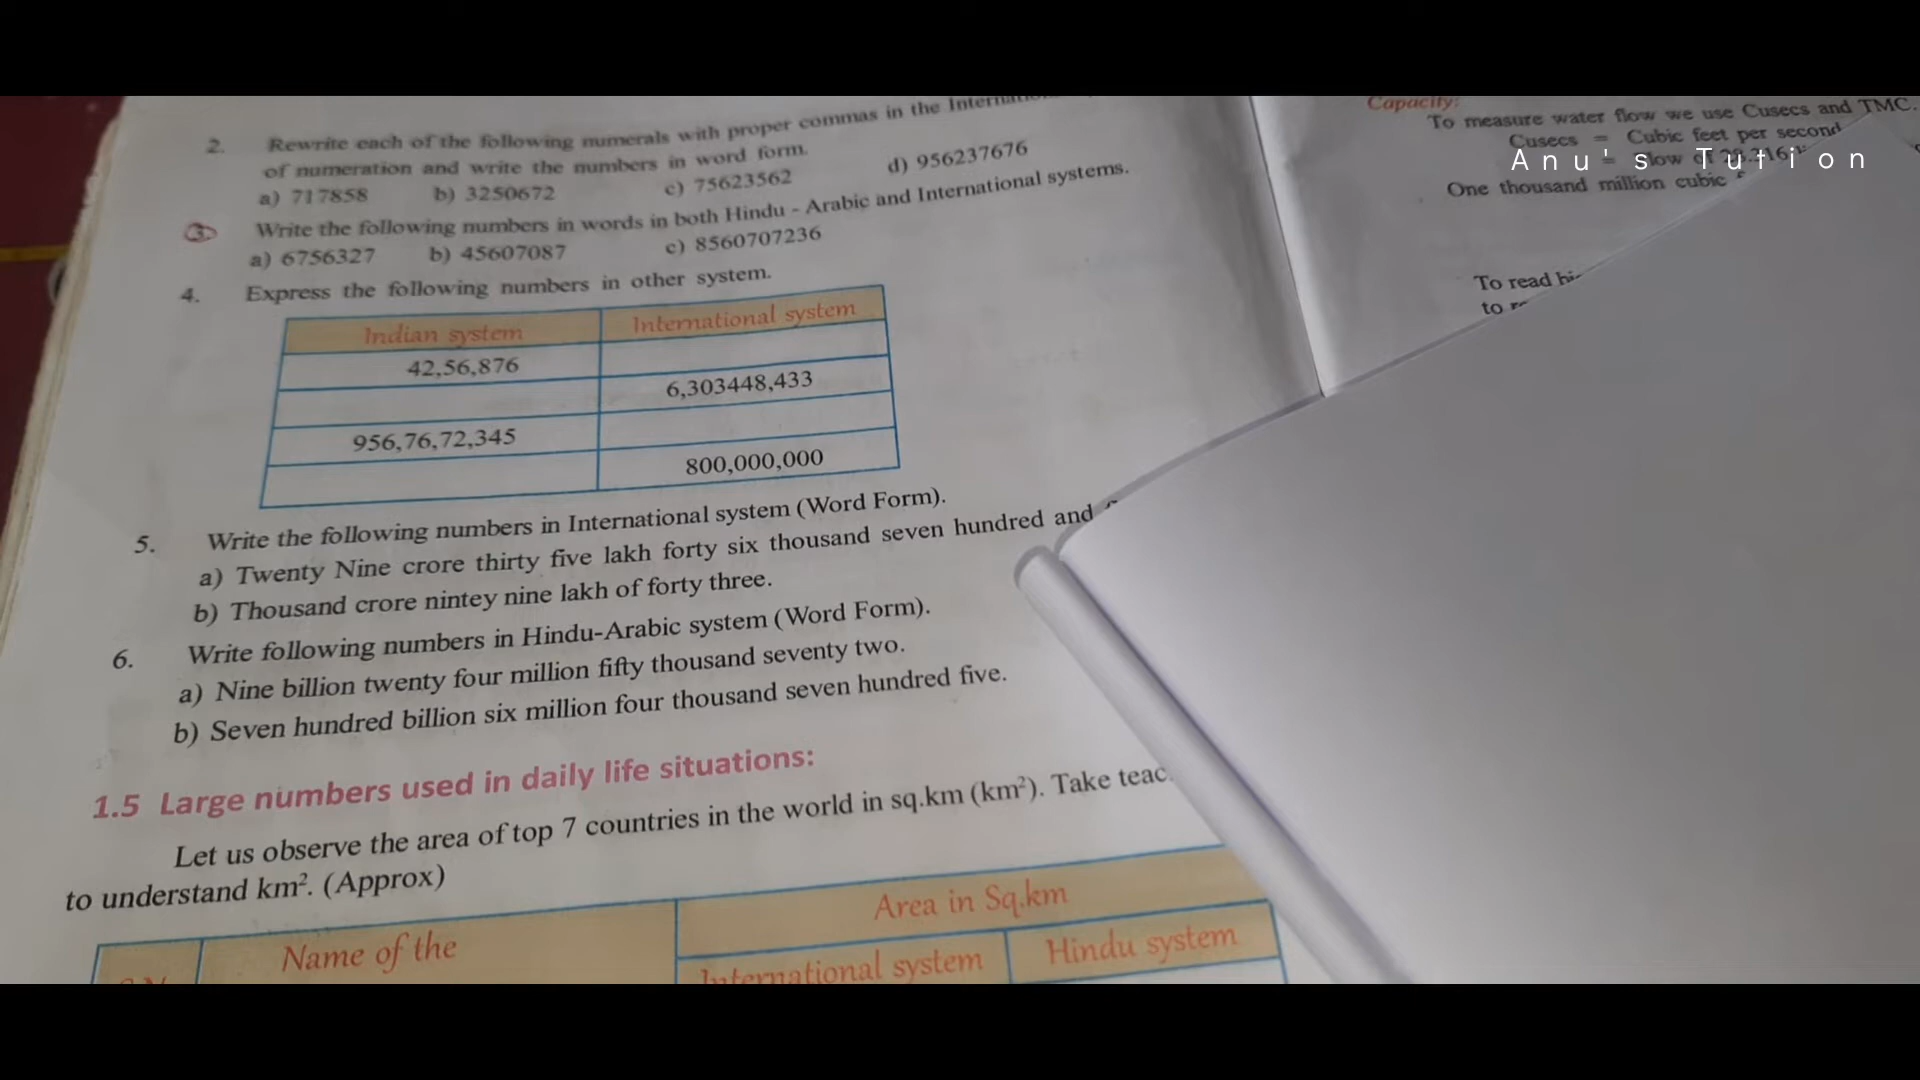 2. Rewrite each of the following numerals with proper commas in the
of numeration and write the numbers in word form.
a) 717858 b) 3250672 c) 75623562 d) 956237676
3. Write the following numbers in words in both Hindu - Arabic and International systems.
a) 6756327 b) 45607087 c) 8560707236
4. Express the following numbers in other system.
Indian system International system
42,56,876
6,303448,433
956,76,72,345
800,000,000
5. Write the following numbers in International system (Word Form).
a) Twenty Nine crore thirty five lakh forty six thousand seven hundred and
b) Thousand crore nintey nine lakh of forty three.
6. Write following numbers in Hindu-Arabic system (Word Form).
a) Nine billion twenty four million fifty thousand seventy two.
b) Seven hundred billion six million four thousand seven hundred five.
1.5 Large numbers used in daily life situations:
Let us observe the area of top 7 countries in the world in sq.km (km²). Take
to understand km². (Approx)
Name of the
Area in Sq.km
International system Hindu system
Capacity:
To measure water flow we use Cusecs and TMC.
Cusecs = Cubic feet per second
Anu's Tution
One thousand million cubic
To read
to